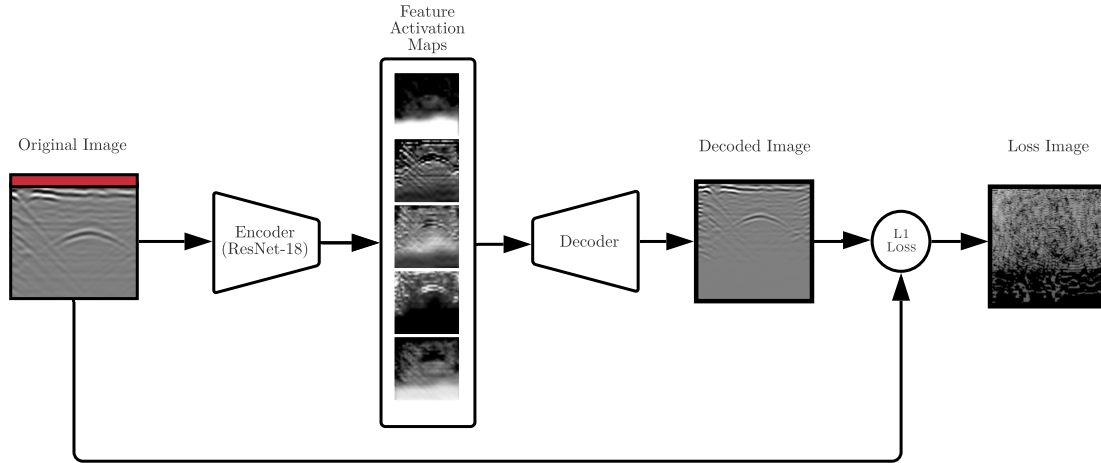 Feature
Activation
Maps
Original Image
Encoder
(ResNet-18)
Decoder
Decoded Image
L1
Loss
Loss Image